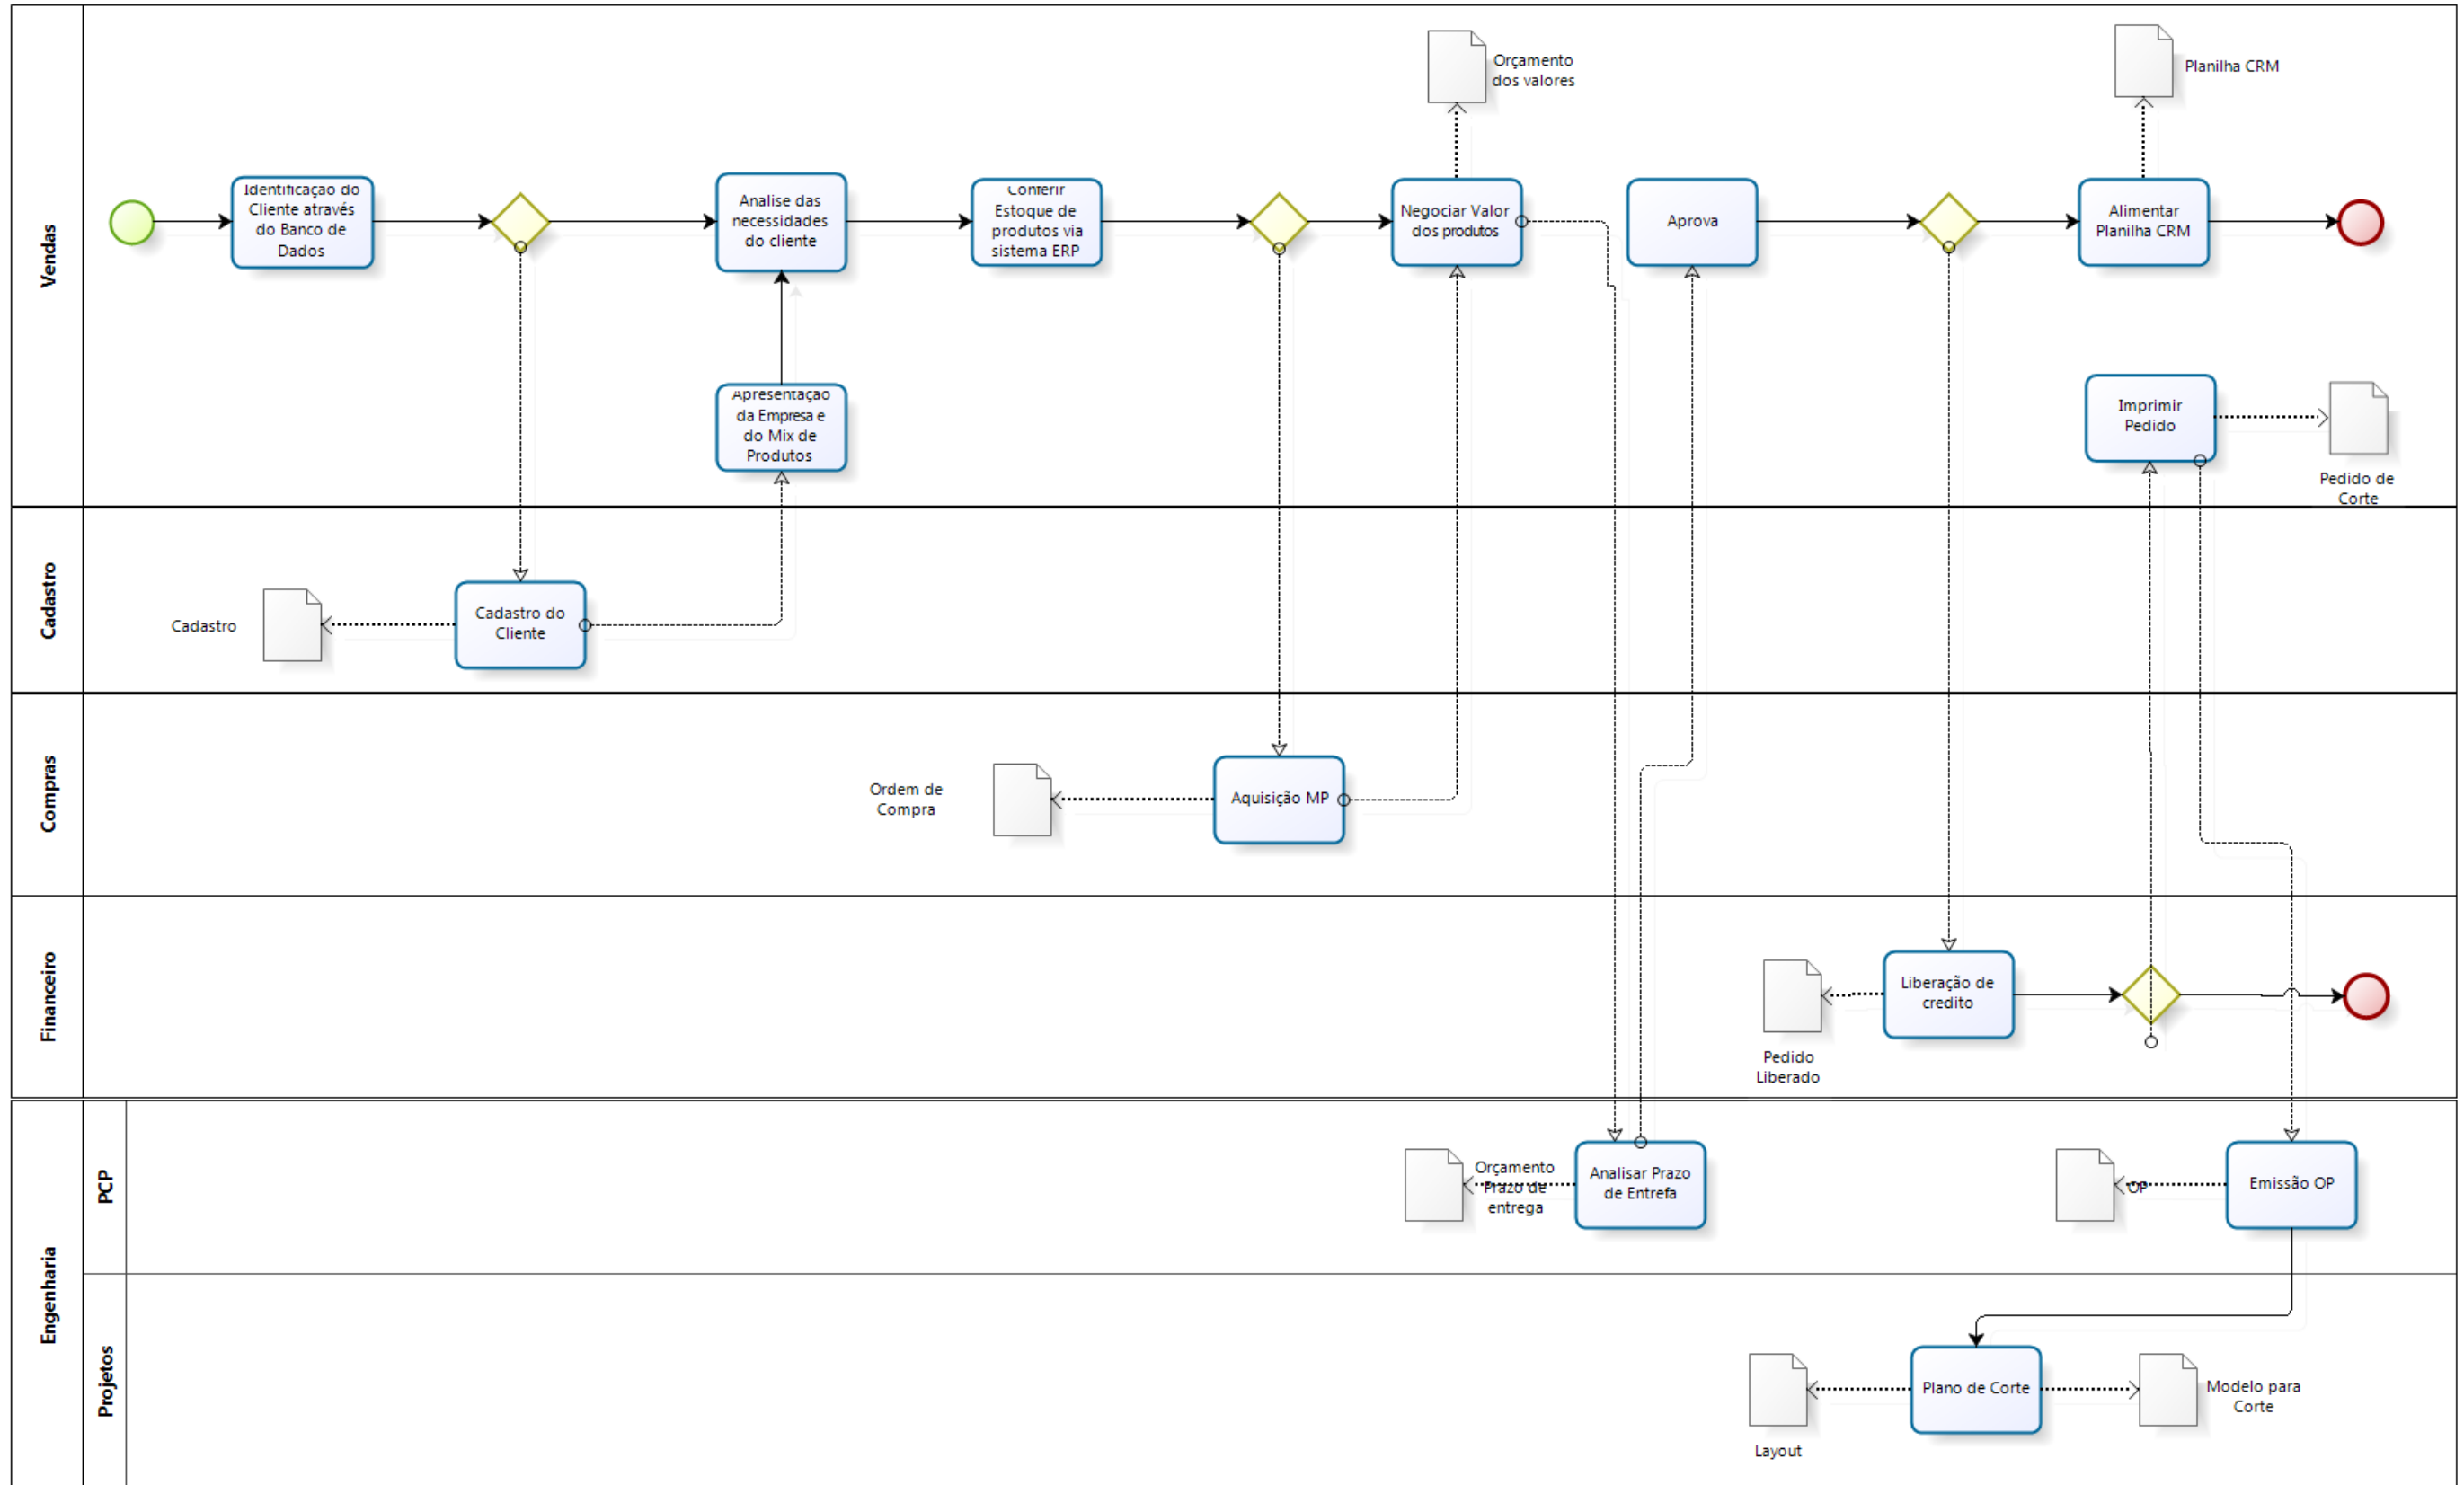 Vendas
Orçamento
dos valores
Planilha CRM
Identificação do
Cliente através
do Banco de
Dados
Analise das
necessidades
do cliente
Conferir
Estoque de
produtos via
sistema ERP
Negociar Valor
dos produtos
Aprova
Alimentar
Planilha CRM
Apresentação
da Empresa e
do Mix de
Produtos
Imprimir
Pedido
Pedido de
Corte
Cadastro
Cadastro
Cadastro do
Cliente
Compras
Ordem de
Compra
Aquisição MP
Financeiro
Liberação de
credito
Pedido
Liberado
Engenharia
PCP
Orçamento
Prazo de
entrega
Analisar Prazo
de Entrefa
OP
Emissão OP
Projetos
Plano de Corte
Layout
Modelo para
Corte